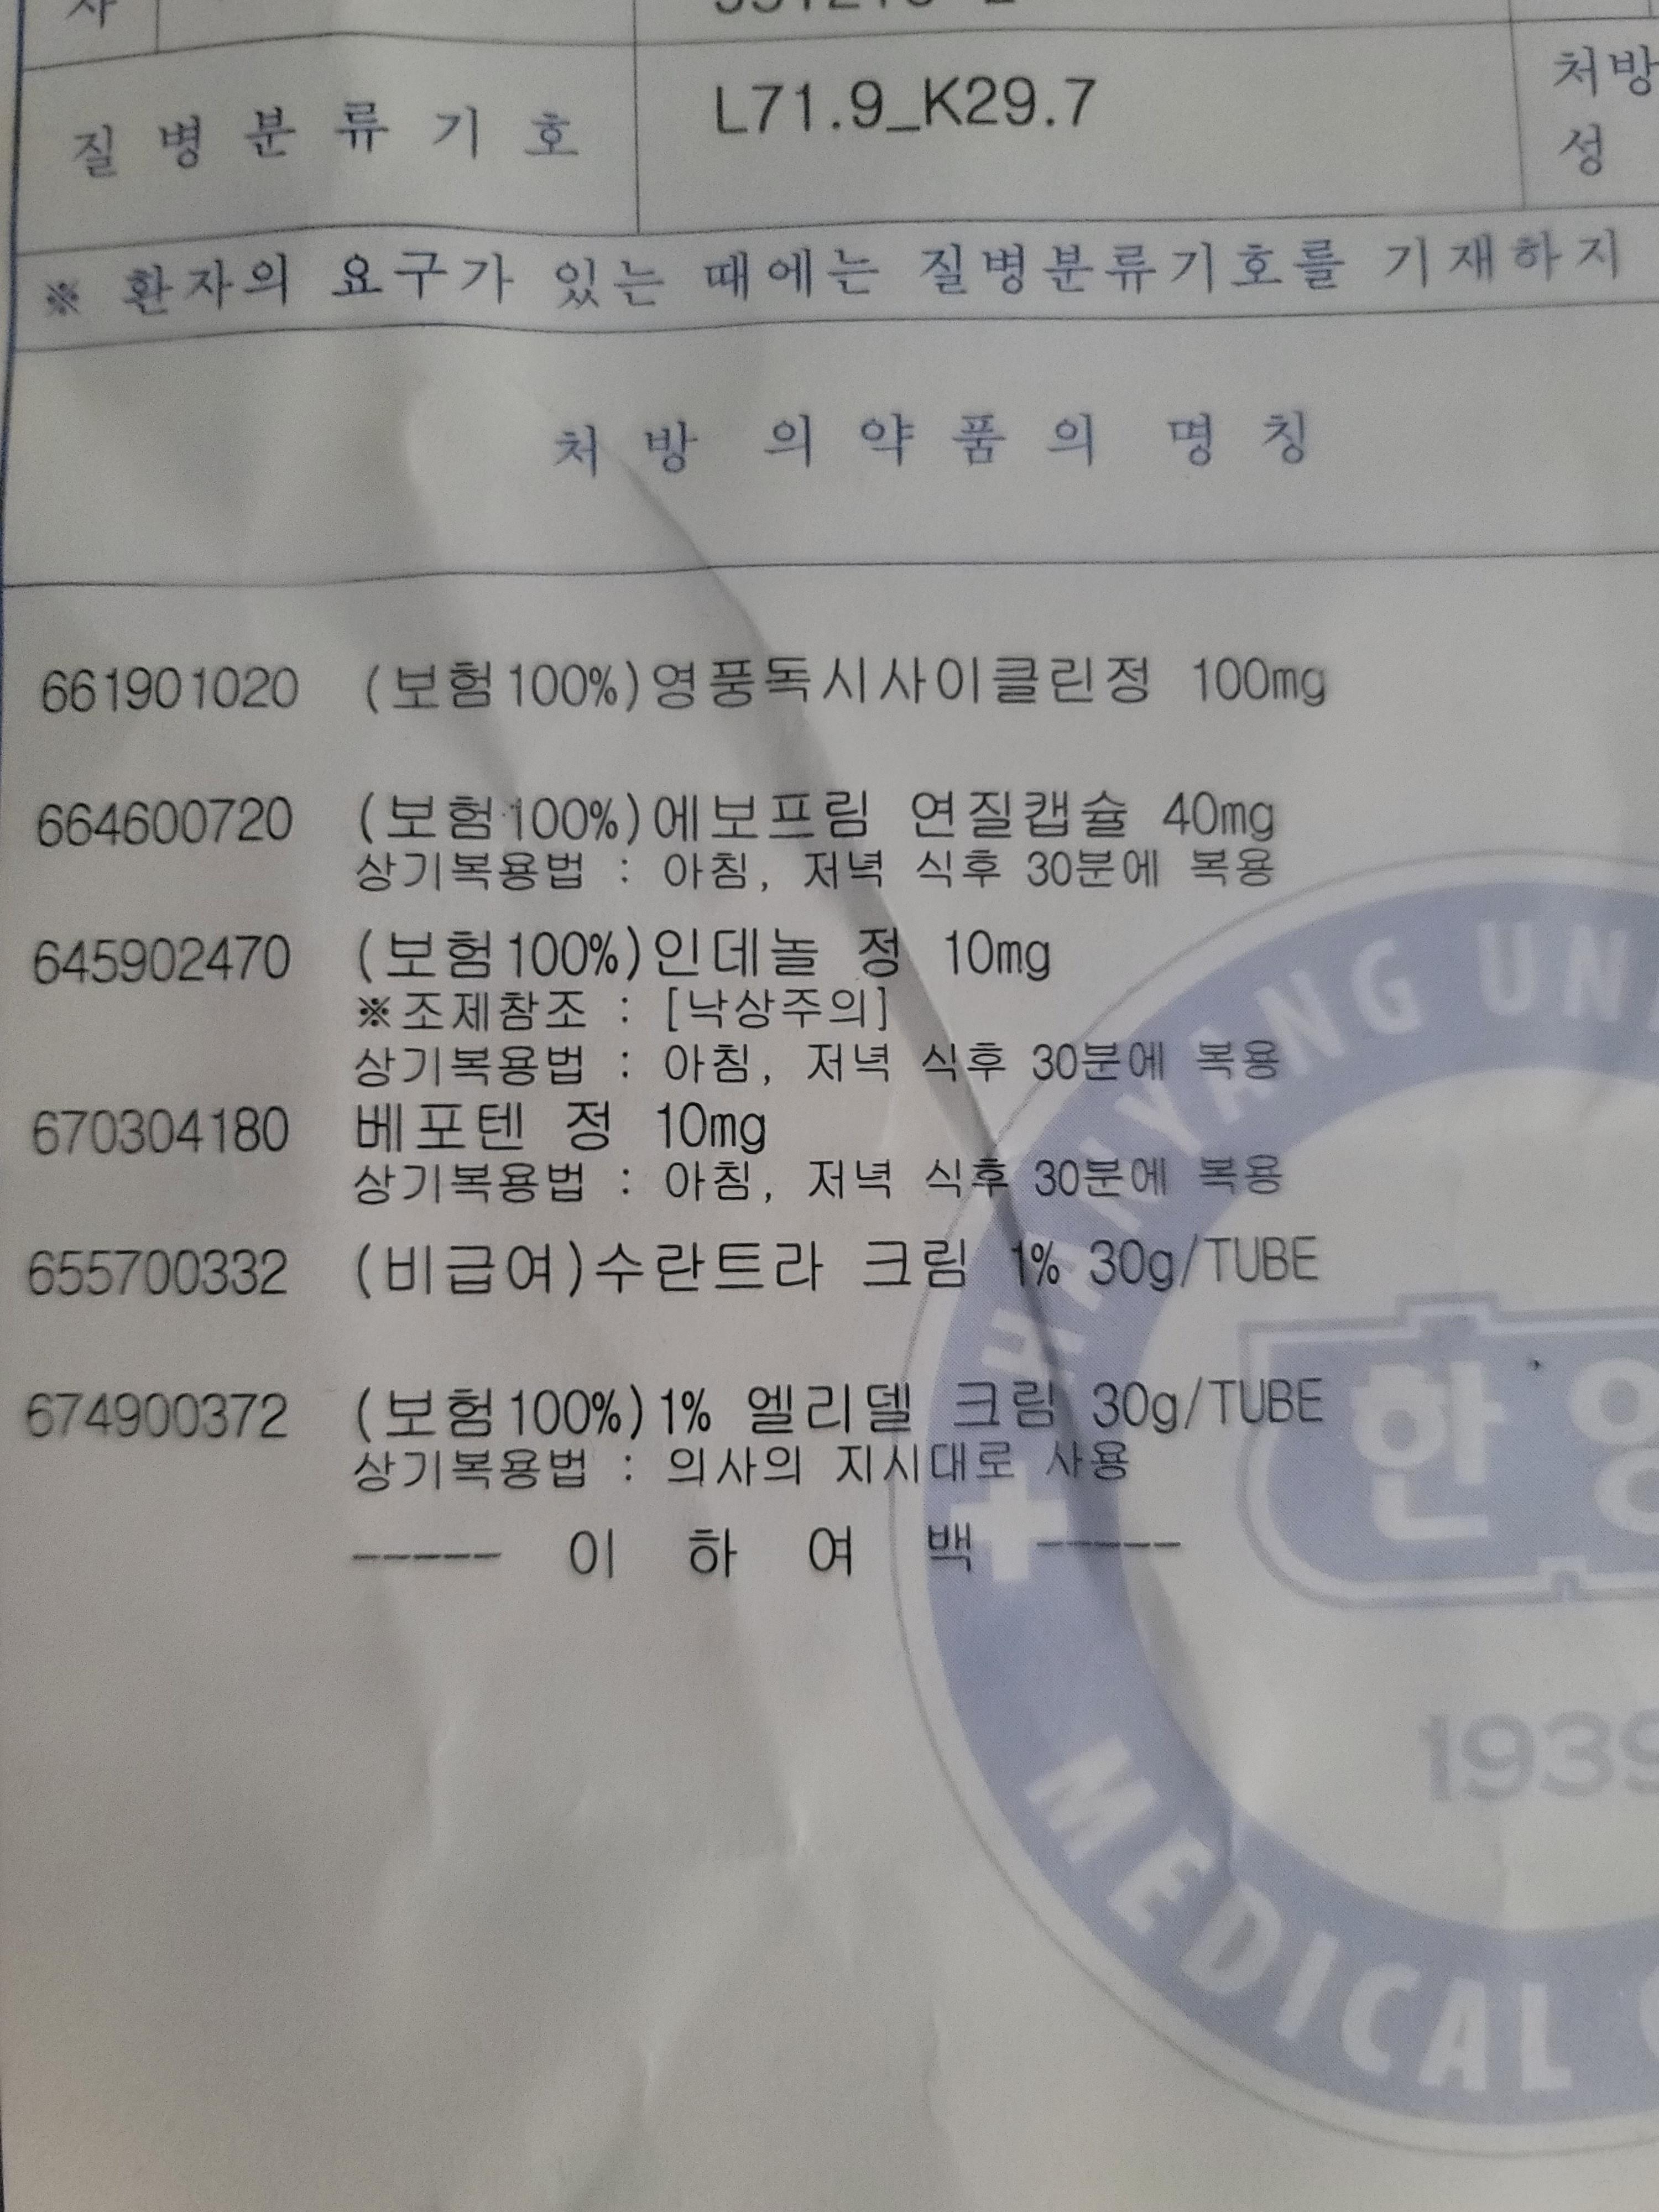 자
질병분류기호 L71.9_K29.7 처방
성
※ 환자의 요구가 있는 때에는 질병분류기호를 기재하지
처방 의약품의 명칭
661901020 (보험100%)영풍독시사이클린정 100mg
664600720 (보험100%)에보프림 연질캡슐 40mg
상기복용법 : 아침, 저녁 식후 30분에 복용
645902470 (보험100%)인데놀 정 10mg
※조제참조 : [낙상주의]
상기복용법 : 아침, 저녁 식후 30분에 복용
670304180 베포텐 정 10mg
상기복용법 : 아침, 저녁 식후 30분에 복용
655700332 (비급여)수란트라 크림 1% 30g/TUBE
674900372 (보험100%)1% 엘리델 크림 30g/TUBE
상기복용법 : 의사의 지시대로 사용
----- 이 하 여 백 -----
HANYANG UN
한양
1939
MEDICAL